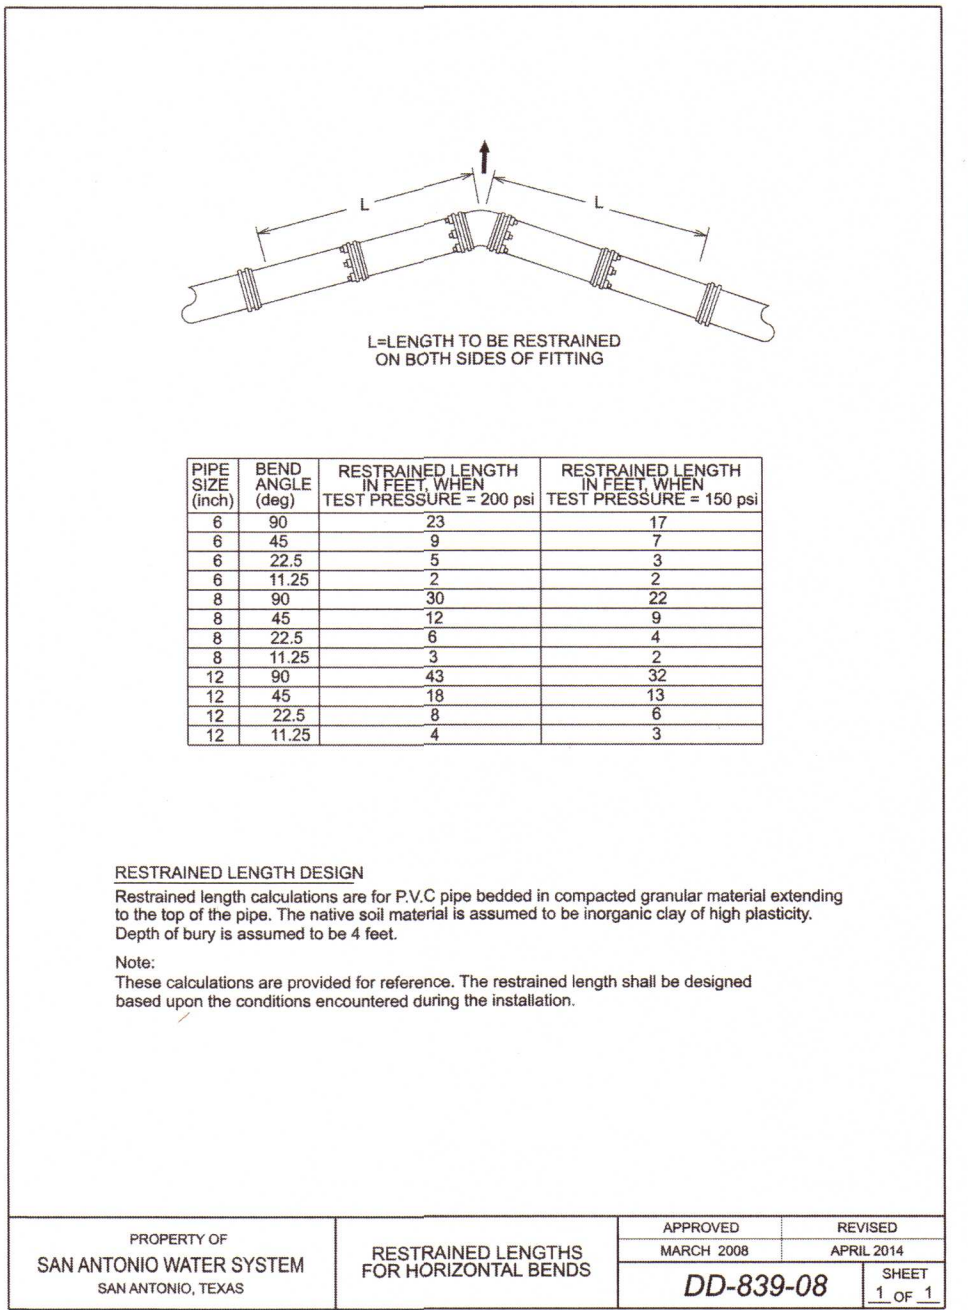 L
L
L=LENGTH TO BE RESTRAINED
ON BOTH SIDES OF FITTING
PIPE SIZE (inch) BEND ANGLE (deg) RESTRAINED LENGTH IN FEET, WHEN TEST PRESSURE = 200 psi RESTRAINED LENGTH IN FEET, WHEN TEST PRESSURE = 150 psi
6 90 23 17
6 45 9 7
6 22.5 5 3
6 11.25 2 2
8 90 30 22
8 45 12 9
8 22.5 6 4
8 11.25 3 2
12 90 43 32
12 45 18 13
12 22.5 8 6
12 11.25 4 3
RESTRAINED LENGTH DESIGN
Restrained length calculations are for P.V.C pipe bedded in compacted granular material extending
to the top of the pipe. The native soil material is assumed to be inorganic clay of high plasticity.
Depth of bury is assumed to be 4 feet.
Note:
These calculations are provided for reference. The restrained length shall be designed
based upon the conditions encountered during the installation.
PROPERTY OF
SAN ANTONIO WATER SYSTEM
SAN ANTONIO, TEXAS
RESTRAINED LENGTHS
FOR HORIZONTAL BENDS
APPROVED REVISED
MARCH 2008 APRIL 2014
DD-839-08
SHEET
1 OF 1